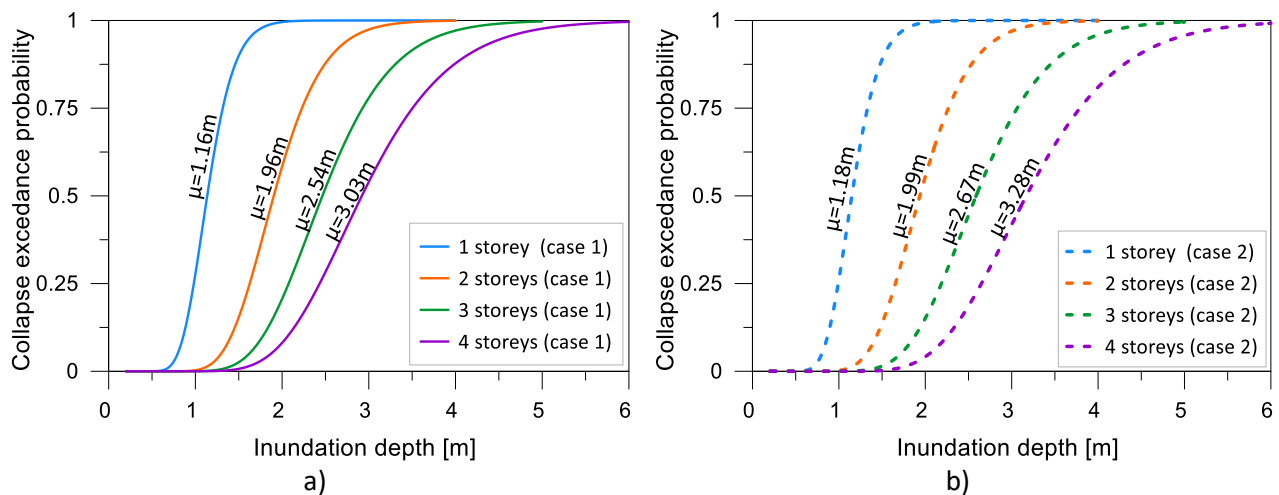 Collapse excedance probability
1
0.75
0.5
0.25
0
μ=1.16m
μ=1.96m
μ=2.54m
μ=3.03m
1 storey (case 1)
2 storeys (case 1)
3 storeys (case 1)
4 storeys (case 1)
0 1 2 3 4 5 6
Inundation depth [m]
a)
Collapse excedance probability
1
0.75
0.5
0.25
0
μ=1.18m
μ=1.99m
μ=2.67m
μ=3.28m
1 storey (case 2)
2 storeys (case 2)
3 storeys (case 2)
4 storeys (case 2)
0 1 2 3 4 5 6
Inundation depth [m]
b)